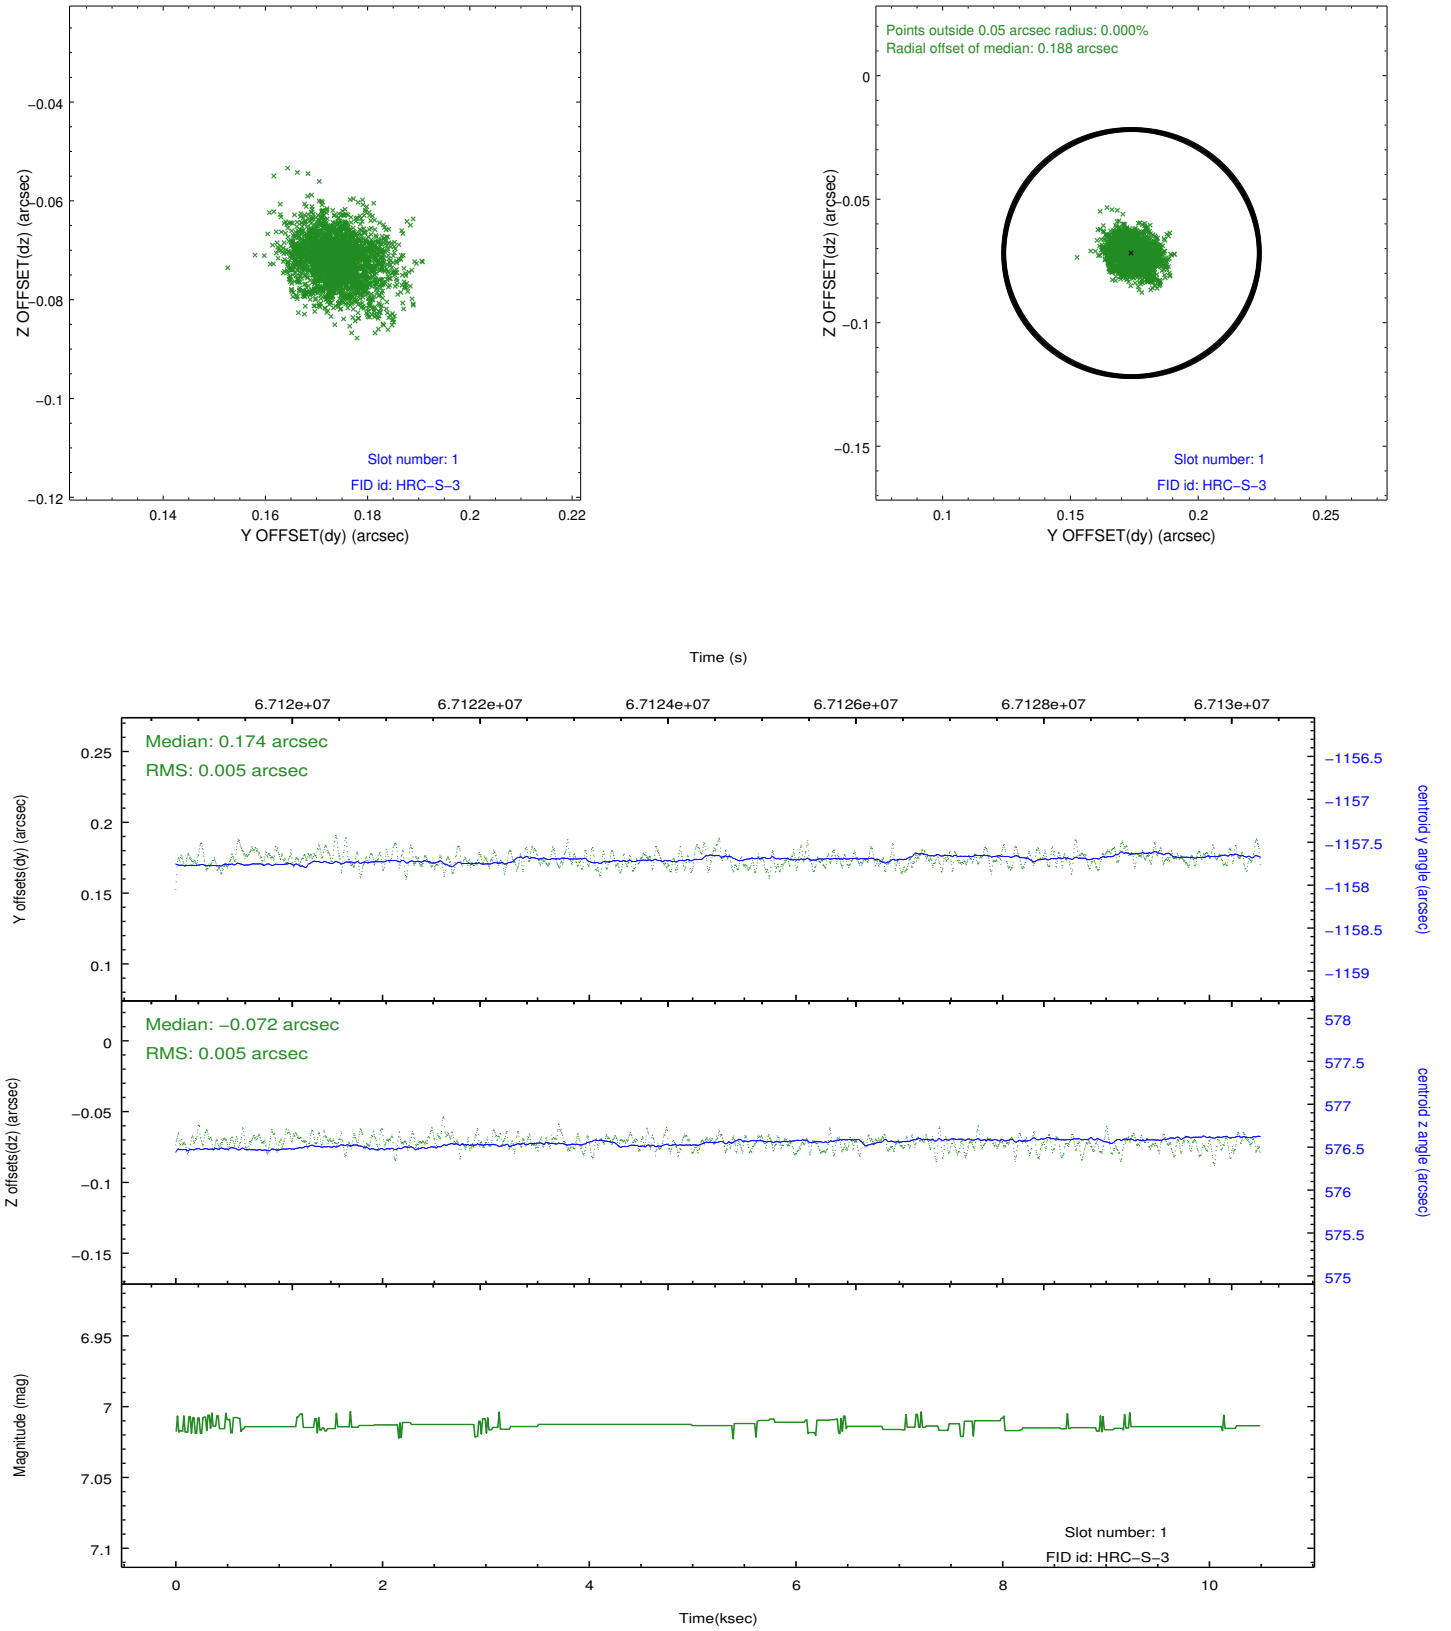 −0.04
−0.06
−0.08
−0.1
−0.12
Z OFFSET(dz) (arcsec)
Slot number: 1
FID id: HRC−S−3
0.14 0.16 0.18 0.2 0.22
Y OFFSET(dy) (arcsec)
Points outside 0.05 arcsec radius: 0.000%
Radial offset of median: 0.188 arcsec
0
−0.05
−0.1
−0.15
Z OFFSET(dz) (arcsec)
Slot number: 1
FID id: HRC−S−3
0.1 0.15 0.2 0.25
Y OFFSET(dy) (arcsec)
Time (s)
6.712e+07 6.7122e+07 6.7124e+07 6.7126e+07 6.7128e+07 6.713e+07
Median: 0.174 arcsec
RMS: 0.005 arcsec
0.25
0.2
0.15
0.1
Y offsets(dy) (arcsec)
−1156.5
−1157
−1157.5
−1158
−1158.5
−1159
centroid y angle (arcsec)
Median: −0.072 arcsec
RMS: 0.005 arcsec
0
−0.05
−0.1
−0.15
Z offsets(dz) (arcsec)
578
577.5
577
576.5
576
575.5
575
centroid z angle (arcsec)
6.95
7
7.05
7.1
Magnitude (mag)
Slot number: 1
FID id: HRC−S−3
0 2 4 6 8 10
Time(ksec)